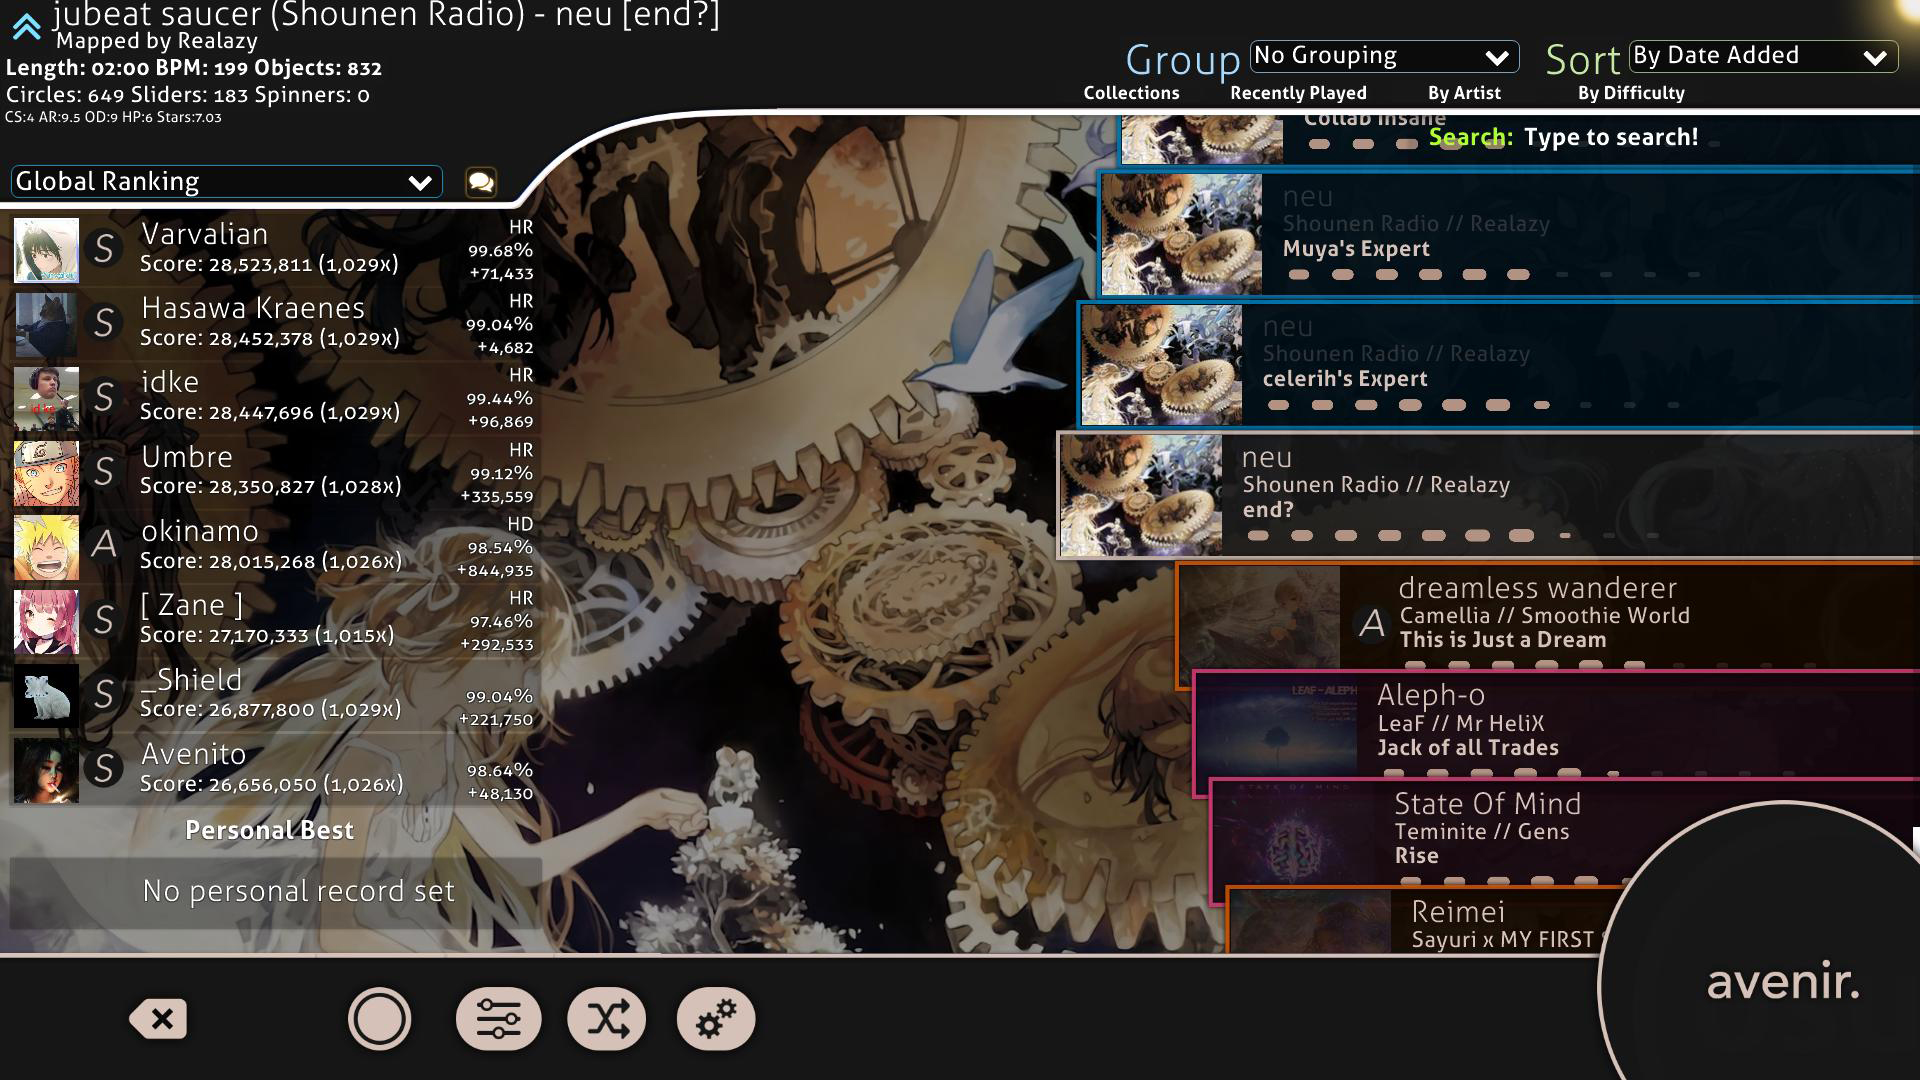 jubeat saucer (Shounen Radio) - neu [end?]
Mapped by Realazy
Length: 02:00 BPM: 199 Objects: 832
Circles: 649 Sliders: 183 Spinners: 0
CS:4 AR:9.5 OD:9 HP:6 Stars:7.03
Group No Grouping
Sort By Date Added
Collections Recently Played By Artist By Difficulty
Global Ranking
Search: Type to search!
S Varvalian HR
Score: 28,523,811 (1,029x) 99.68%
+71,433
S Hasawa Kraenes HR
Score: 28,452,378 (1,029x) 99.04%
+4,682
S idke HR
Score: 28,447,696 (1,029x) 99.44%
+96,869
S Umbre HR
Score: 28,350,827 (1,028x) 99.12%
+335,559
A okinamo HD
Score: 28,015,268 (1,026x) 98.54%
+844,935
S [ Zane ] HR
Score: 27,170,333 (1,015x) 97.46%
+292,533
S _Shield
Score: 26,877,800 (1,029x) 99.04%
+221,750
S Avenito
Score: 26,656,050 (1,026x) 98.64%
+48,130
Personal Best
No personal record set
Collab Insane
neu
Shounen Radio // Realazy
Muya's Expert
neu
Shounen Radio // Realazy
celerih's Expert
neu
Shounen Radio // Realazy
end?
dreamless wanderer
A Camellia // Smoothie World
This is Just a Dream
LEAF - ALEPH
Aleph-0
LeaF // Mr HeliX
Jack of all Trades
STATE OF MIND
State Of Mind
Teminite // Gens
Rise
Reimei
Sayuri x MY FIRST
avenir.